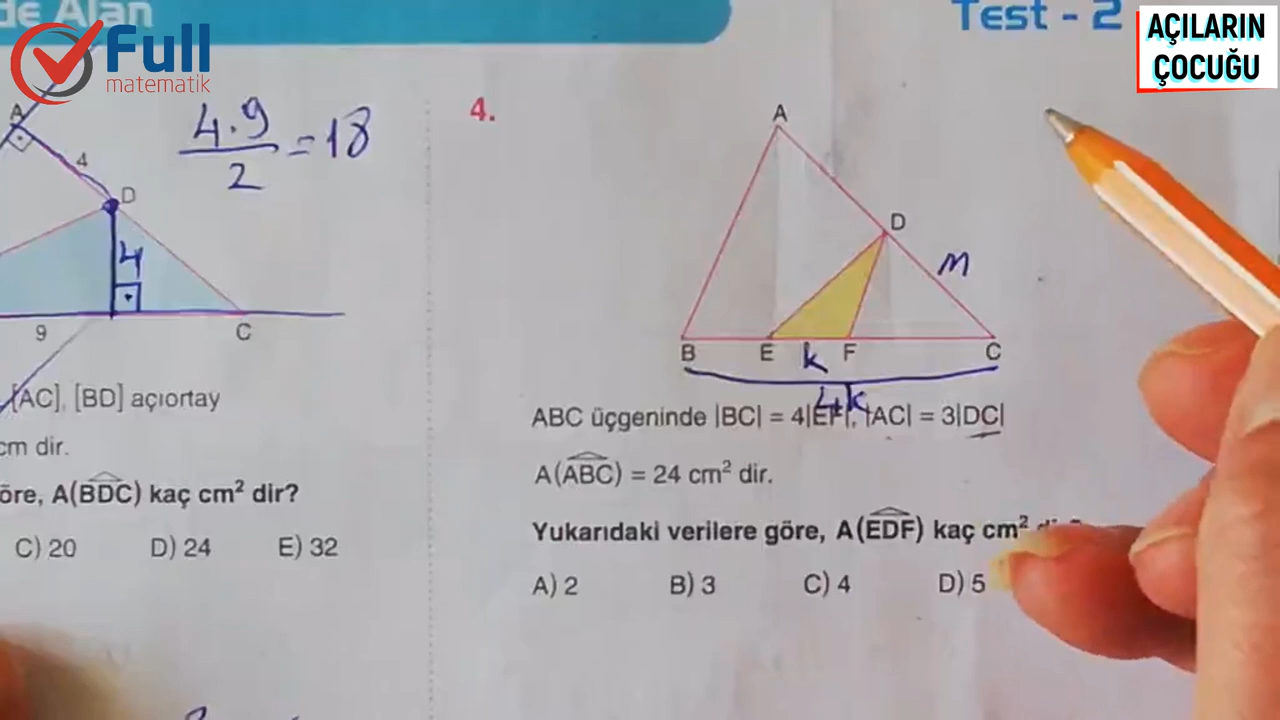 de Alan
Test - 2
AÇILARIN
ÇOCUĞU
Full
matematik
A
4
D
4
9
C
4.9
2
=18
[AC], [BD] açıortay
cm dir.
öre, A(BDC) kaç cm² dir?
C) 20 D) 24 E) 32
4.
A
D
m
B E k F C
4k
ABC üçgeninde |BC| = 4|EF|, |AC| = 3|DC|
A(ABC) = 24 cm² dir.
Yukarıdaki verilere göre, A(EDF) kaç cm²
A) 2 B) 3 C) 4 D) 5